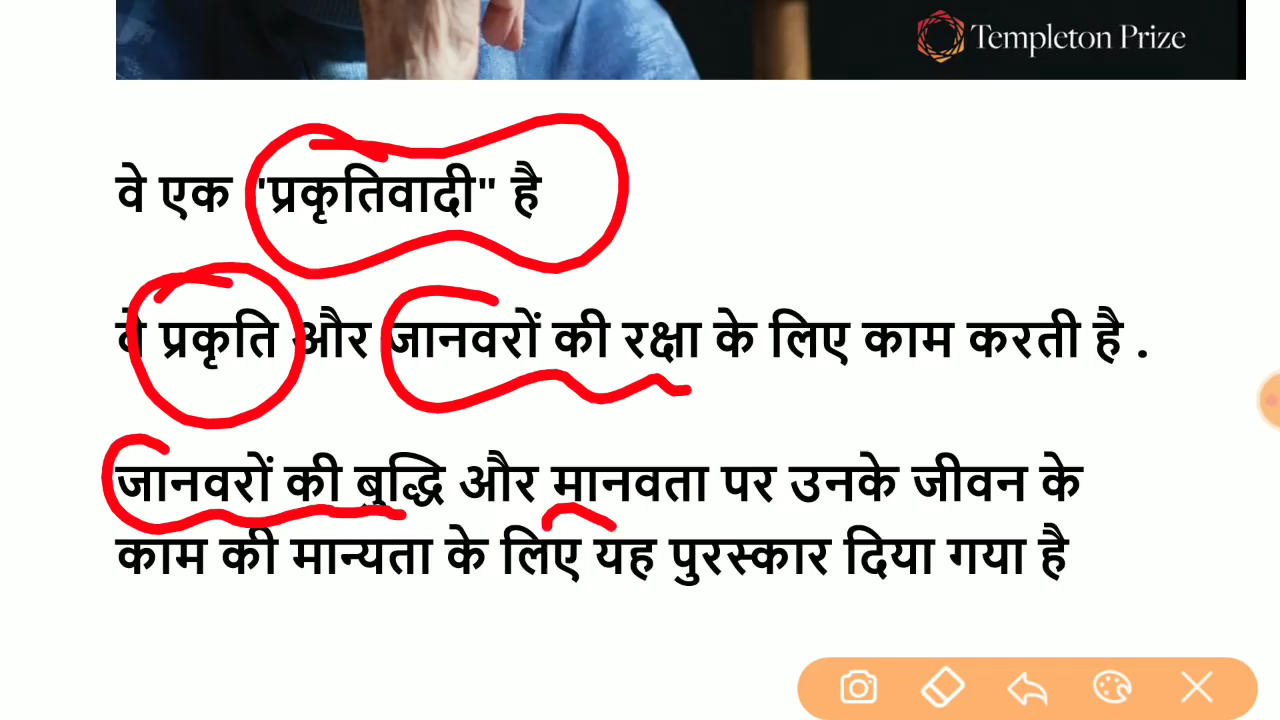 Templeton Prize
वे एक "प्रकृतिवादी" है
वे प्रकृति और जानवरों की रक्षा के लिए काम करती है .
जानवरों की बुद्धि और मानवता पर उनके जीवन के
काम की मान्यता के लिए यह पुरस्कार दिया गया है